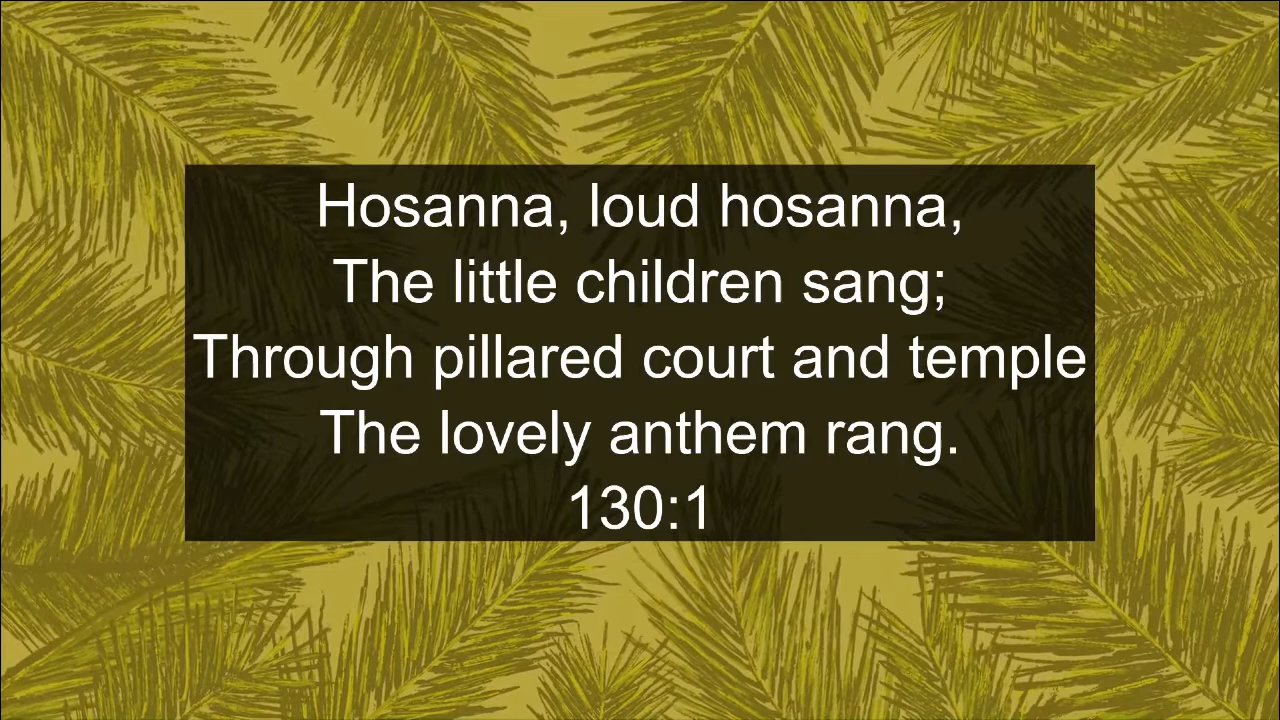 Hosanna, loud hosanna,
The little children sang;
Through pillared court and temple
The lovely anthem rang.
130:1